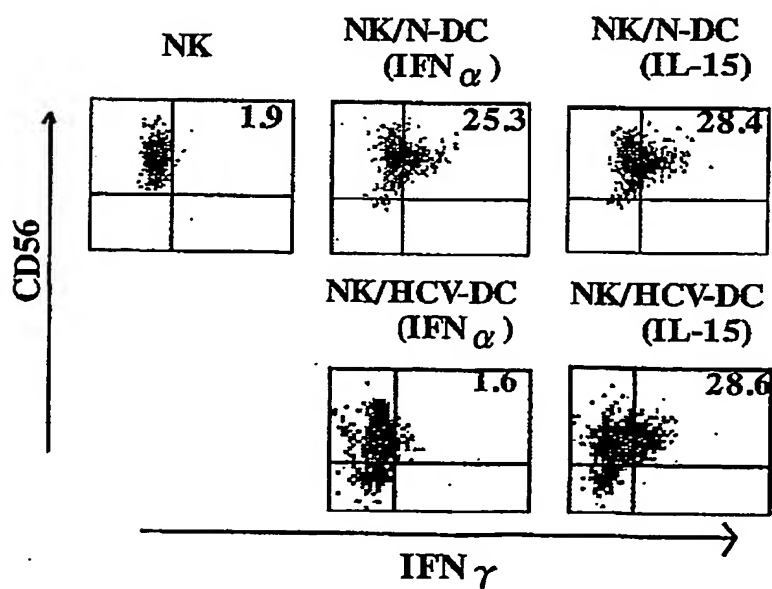 NK
NK/N-DC
(IFNα)
NK/N-DC
(IL-15)
1.9
25.3
28.4
CD56
NK/HCV-DC
(IFNα)
NK/HCV-DC
(IL-15)
1.6
28.6
IFNγ